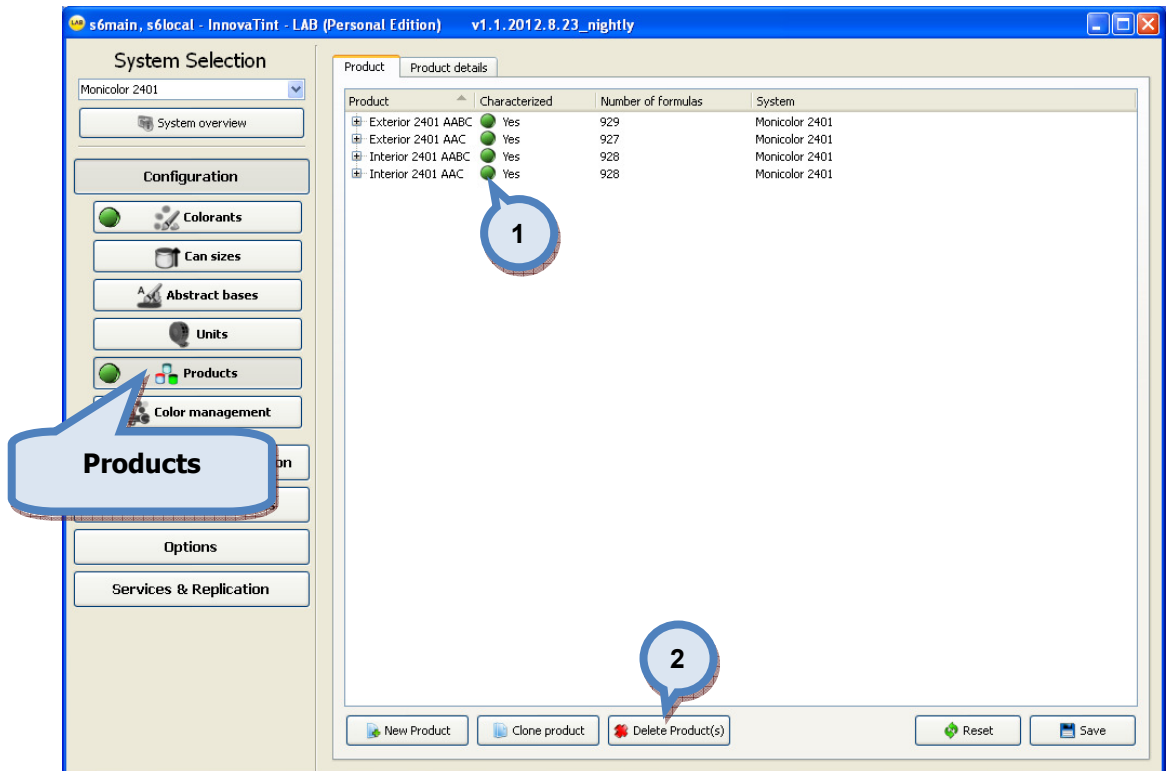 LAB
s6main, s6local - InnovaTint - LAB (Personal Edition) v1.1.2012.8.23_nightly
System Selection
Monicolor 2401
System overview
Configuration
Colorants
Can sizes
A
Abstract bases
Units
Products
Color management
Products
on
Options
Services & Replication
Product Product details
Product Characterized Number of formulas System
Exterior 2401 AABC Yes 929 Monicolor 2401
Exterior 2401 AAC Yes 927 Monicolor 2401
Interior 2401 AABC Yes 928 Monicolor 2401
Interior 2401 AAC Yes 928 Monicolor 2401
1
2
New Product Clone product Delete Product(s) Reset Save